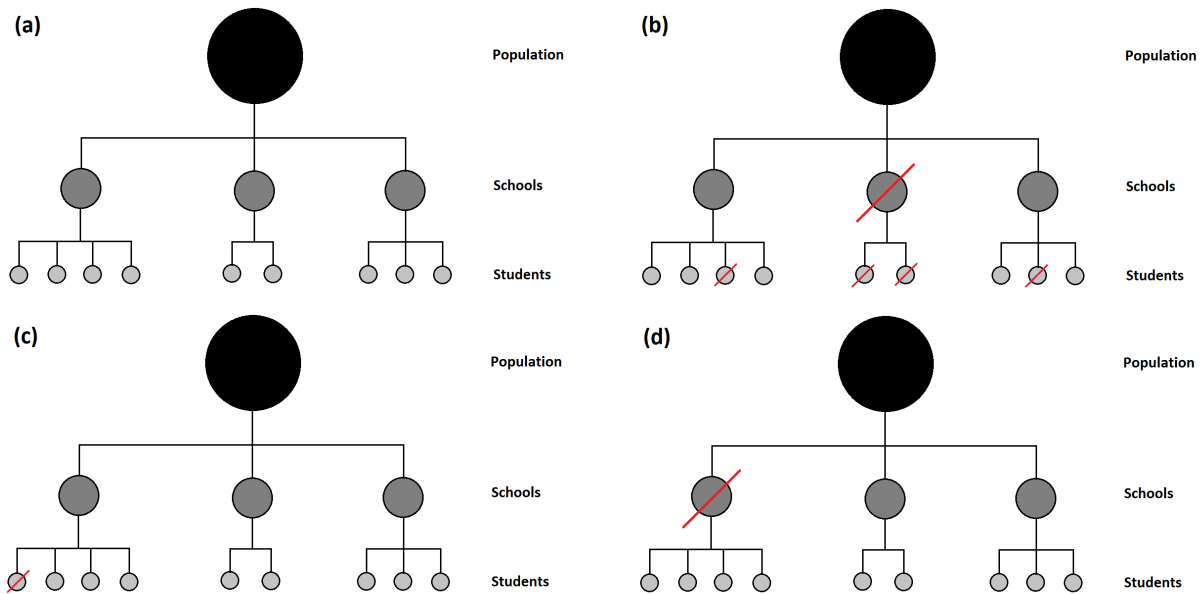 (a)
Population
Schools
Students
(b)
Population
Schools
Students
(c)
Population
Schools
Students
(d)
Population
Schools
Students